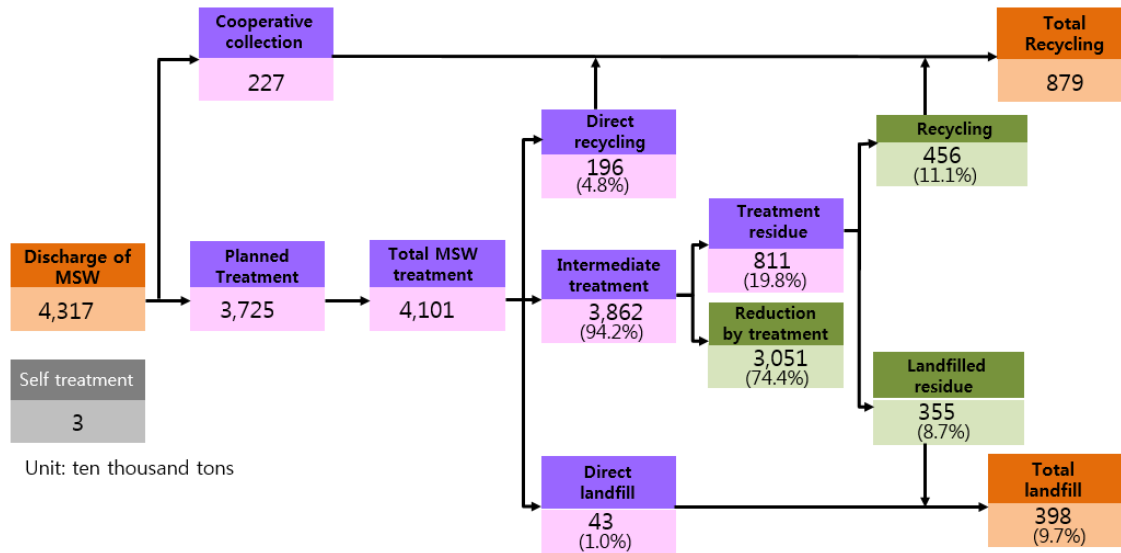 Cooperative
collection
227
Total
Recycling
879
Direct
recycling
196
(4.8%)
Recycling
456
(11.1%)
Discharge of
MSW
4,317
Planned
Treatment
3,725
Total MSW
treatment
4,101
Intermediate
treatment
3,862
(94.2%)
Treatment
residue
811
(19.8%)
Reduction
by treatment
3,051
(74.4%)
Self treatment
3
Landfilled
residue
355
(8.7%)
Unit: ten thousand tons
Direct
landfill
43
(1.0%)
Total
landfill
398
(9.7%)